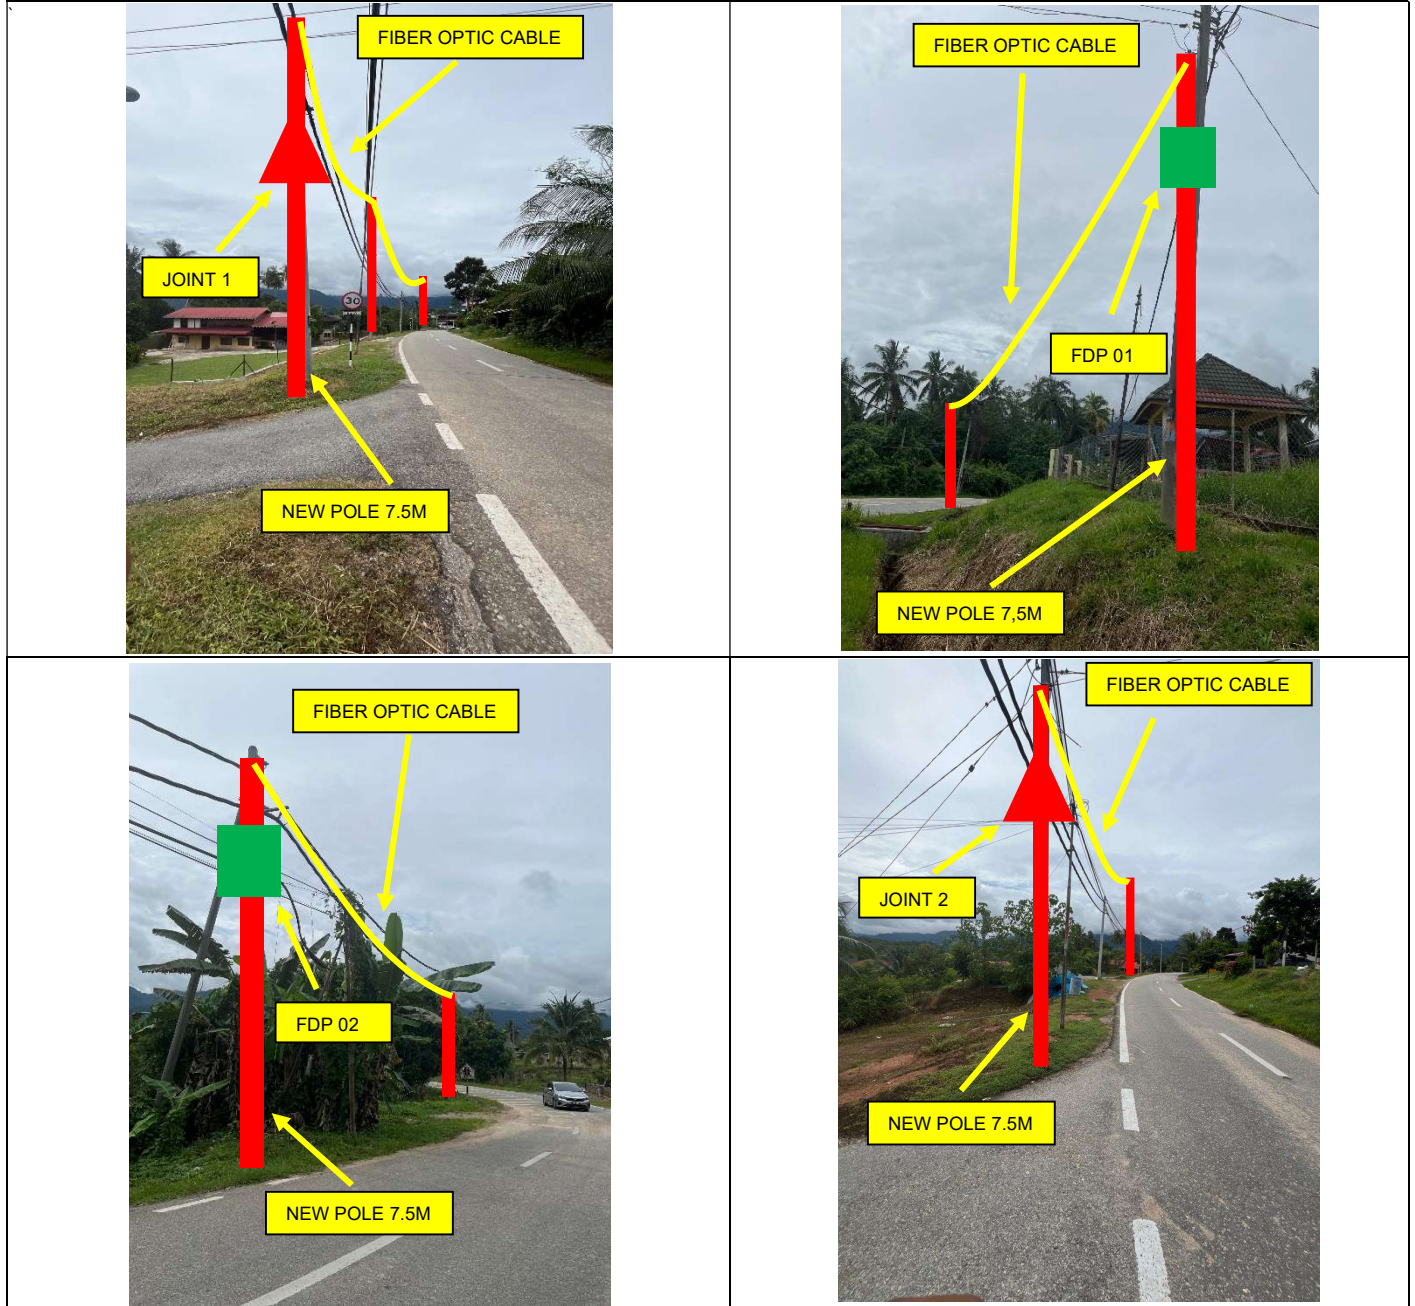 `
FIBER OPTIC CABLE
30
JOINT 1
NEW POLE 7.5M
FIBER OPTIC CABLE
FDP 01
NEW POLE 7,5M
FIBER OPTIC CABLE
FDP 02
NEW POLE 7.5M
FIBER OPTIC CABLE
JOINT 2
NEW POLE 7.5M